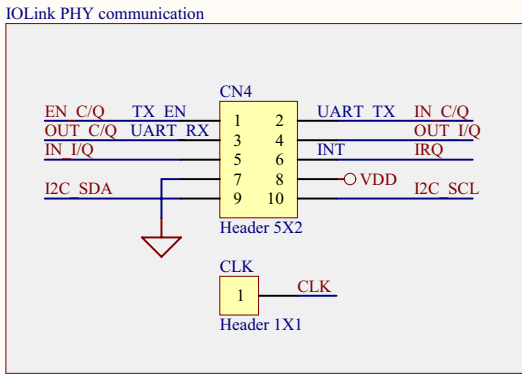 IOLink PHY communication
CN4
EN_C/Q TX_EN 1 2 UART_TX IN_C/Q
OUT_C/Q UART_RX 3 4 OUT_I/Q
IN_I/Q 5 6 INT IRQ
7 8 VDD
I2C_SDA 9 10 I2C_SCL
Header 5X2
CLK
1 CLK
Header 1X1